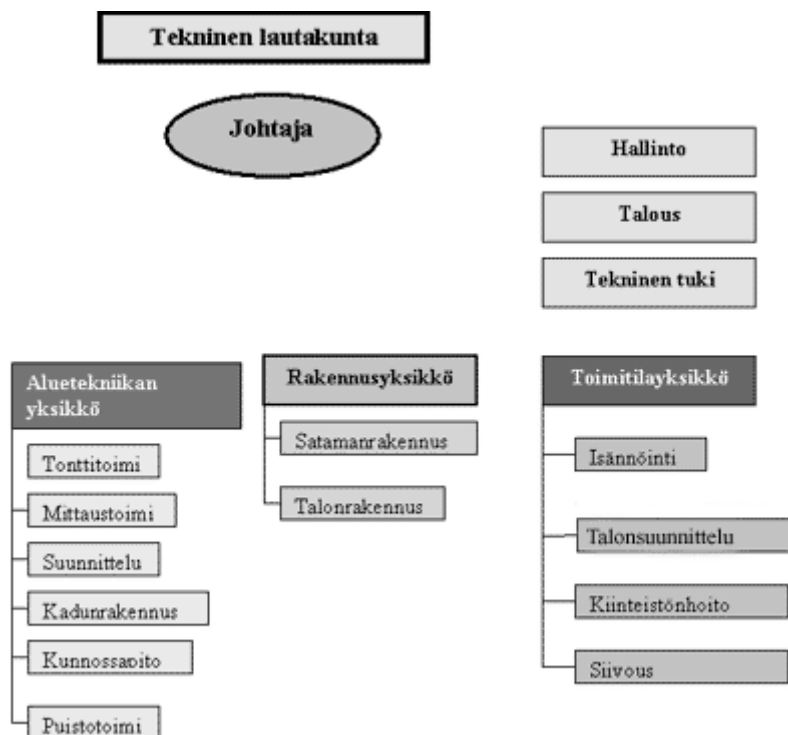 Tekninen lautakunta
Johtaja
Hallinto
Talous
Tekninen tuki
Aluetekniikan
yksikkö
Tonttitoimi
Mittaustoimi
Suunnittelu
Kadunrakennus
Kunnossapito
Puistotoimi
Rakennusyksikkö
Satamanrakennus
Talonrakennus
Toimitilayksikkö
Isännöinti
Talonsuunnittelu
Kiinteistönhoito
Siivous